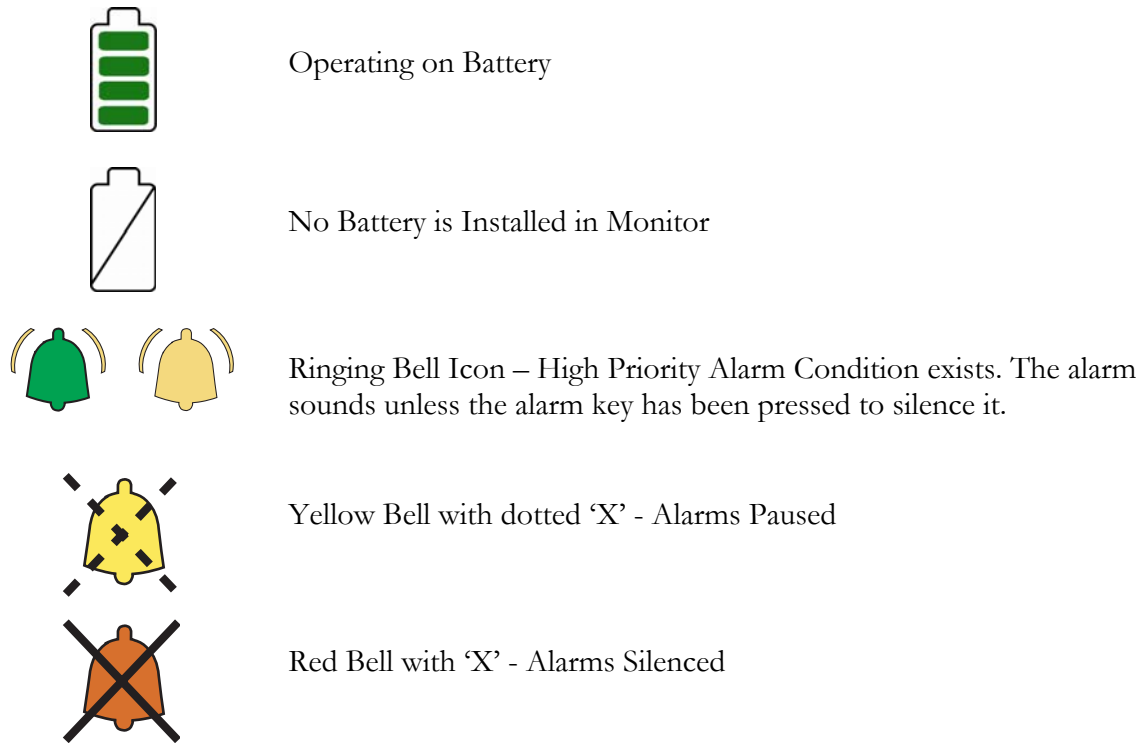 Operating on Battery
No Battery is Installed in Monitor
Ringing Bell Icon – High Priority Alarm Condition exists. The alarm
sounds unless the alarm key has been pressed to silence it.
Yellow Bell with dotted ‘X’ - Alarms Paused
Red Bell with ‘X’ - Alarms Silenced